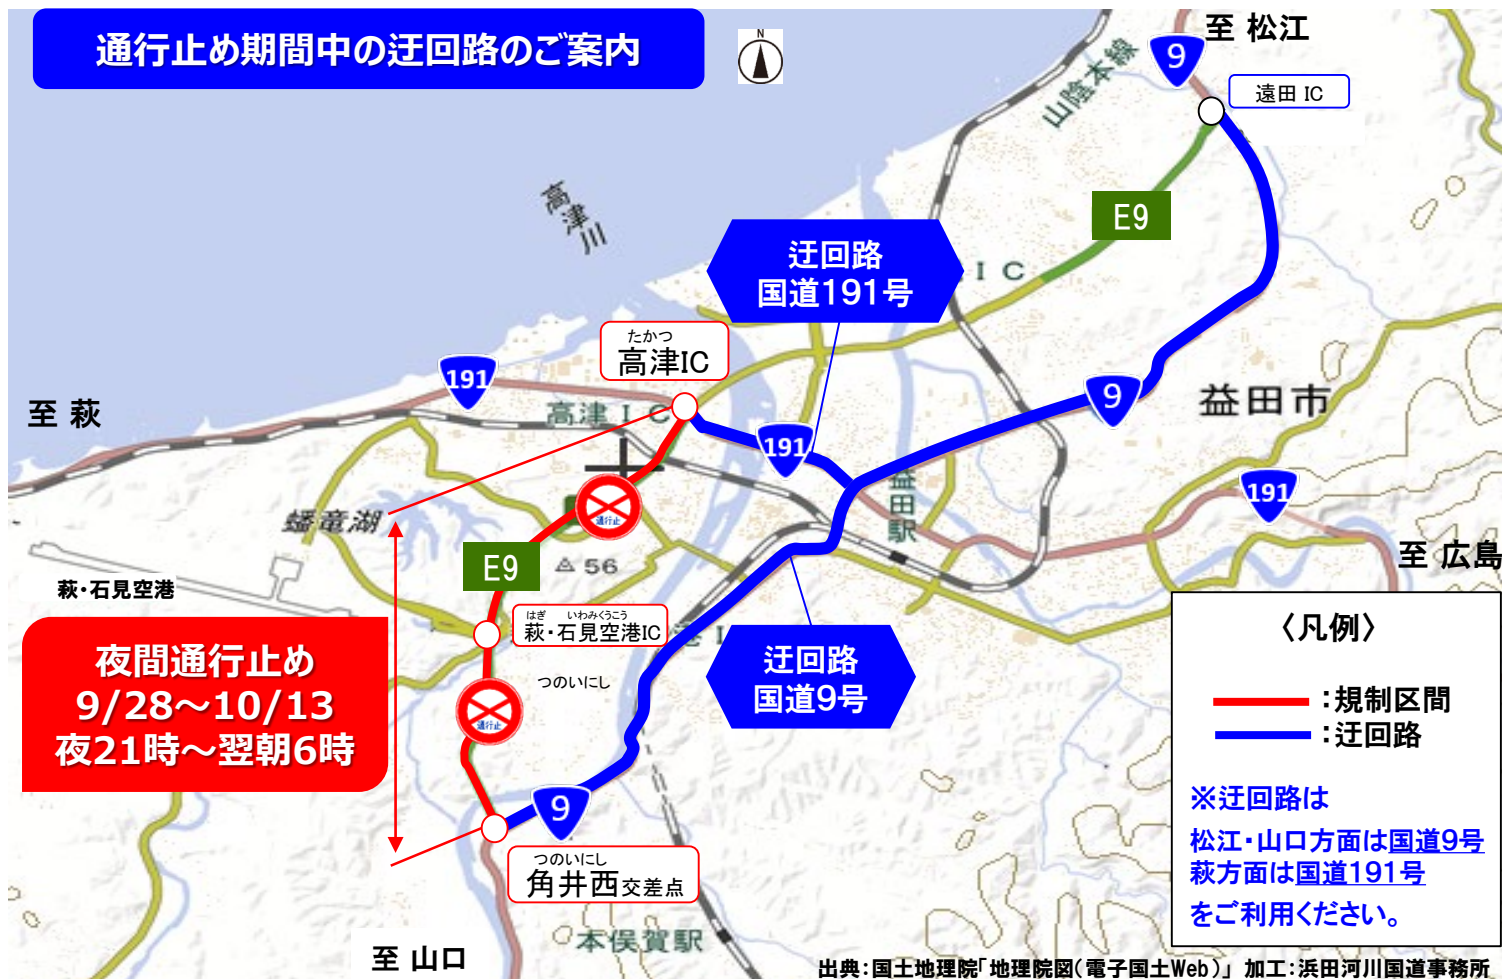 通行止め期間中の迂回路のご案内
N
至 松江
9
遠田 IC
山陰本線
高津川
E9
迂回路
国道191号
IC
たかつ
高津IC
191
至 萩
高津IC
191
9
益田市
益田駅
191
蟠竜湖
通行止
E9
56
至 広島
萩・石見空港
はぎ いわみくうこう
萩・石見空港IC
港I
夜間通行止め
9/28～10/13
夜21時～翌朝6時
つのいにし
通行止
迂回路
国道9号
9
つのいにし
角井西交差点
本俣賀駅
至 山口
〈凡例〉
：規制区間
：迂回路
※迂回路は
松江・山口方面は国道9号
萩方面は国道191号
をご利用ください。
出典：国土地理院「地理院図（電子国土Web）」 加工：浜田河川国道事務所